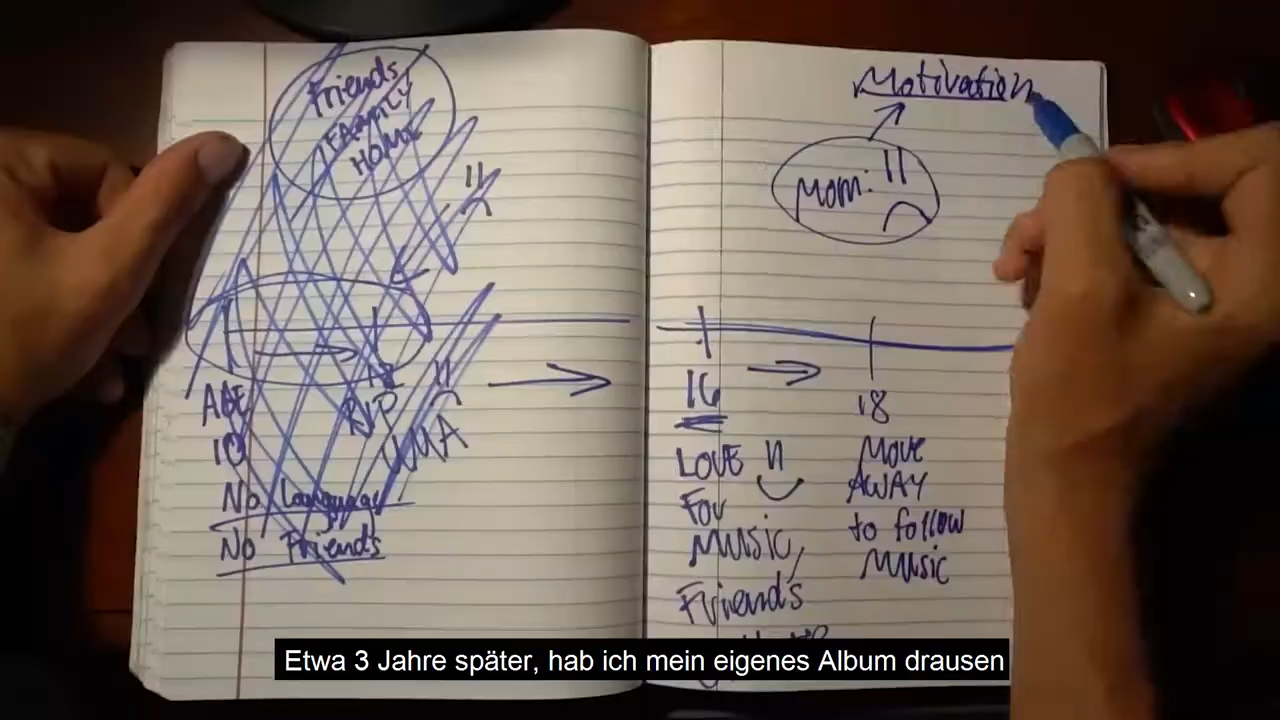 Friends
FAMILY
HOME
AGE
10
12
RIP
No Language
No Friends
Motivation
Mom:
16
LOVE
For
MUSIC,
Friends
18
Move
AWAY
to follow
MUSIC
Etwa 3 Jahre später, hab ich mein eigenes Album drausen